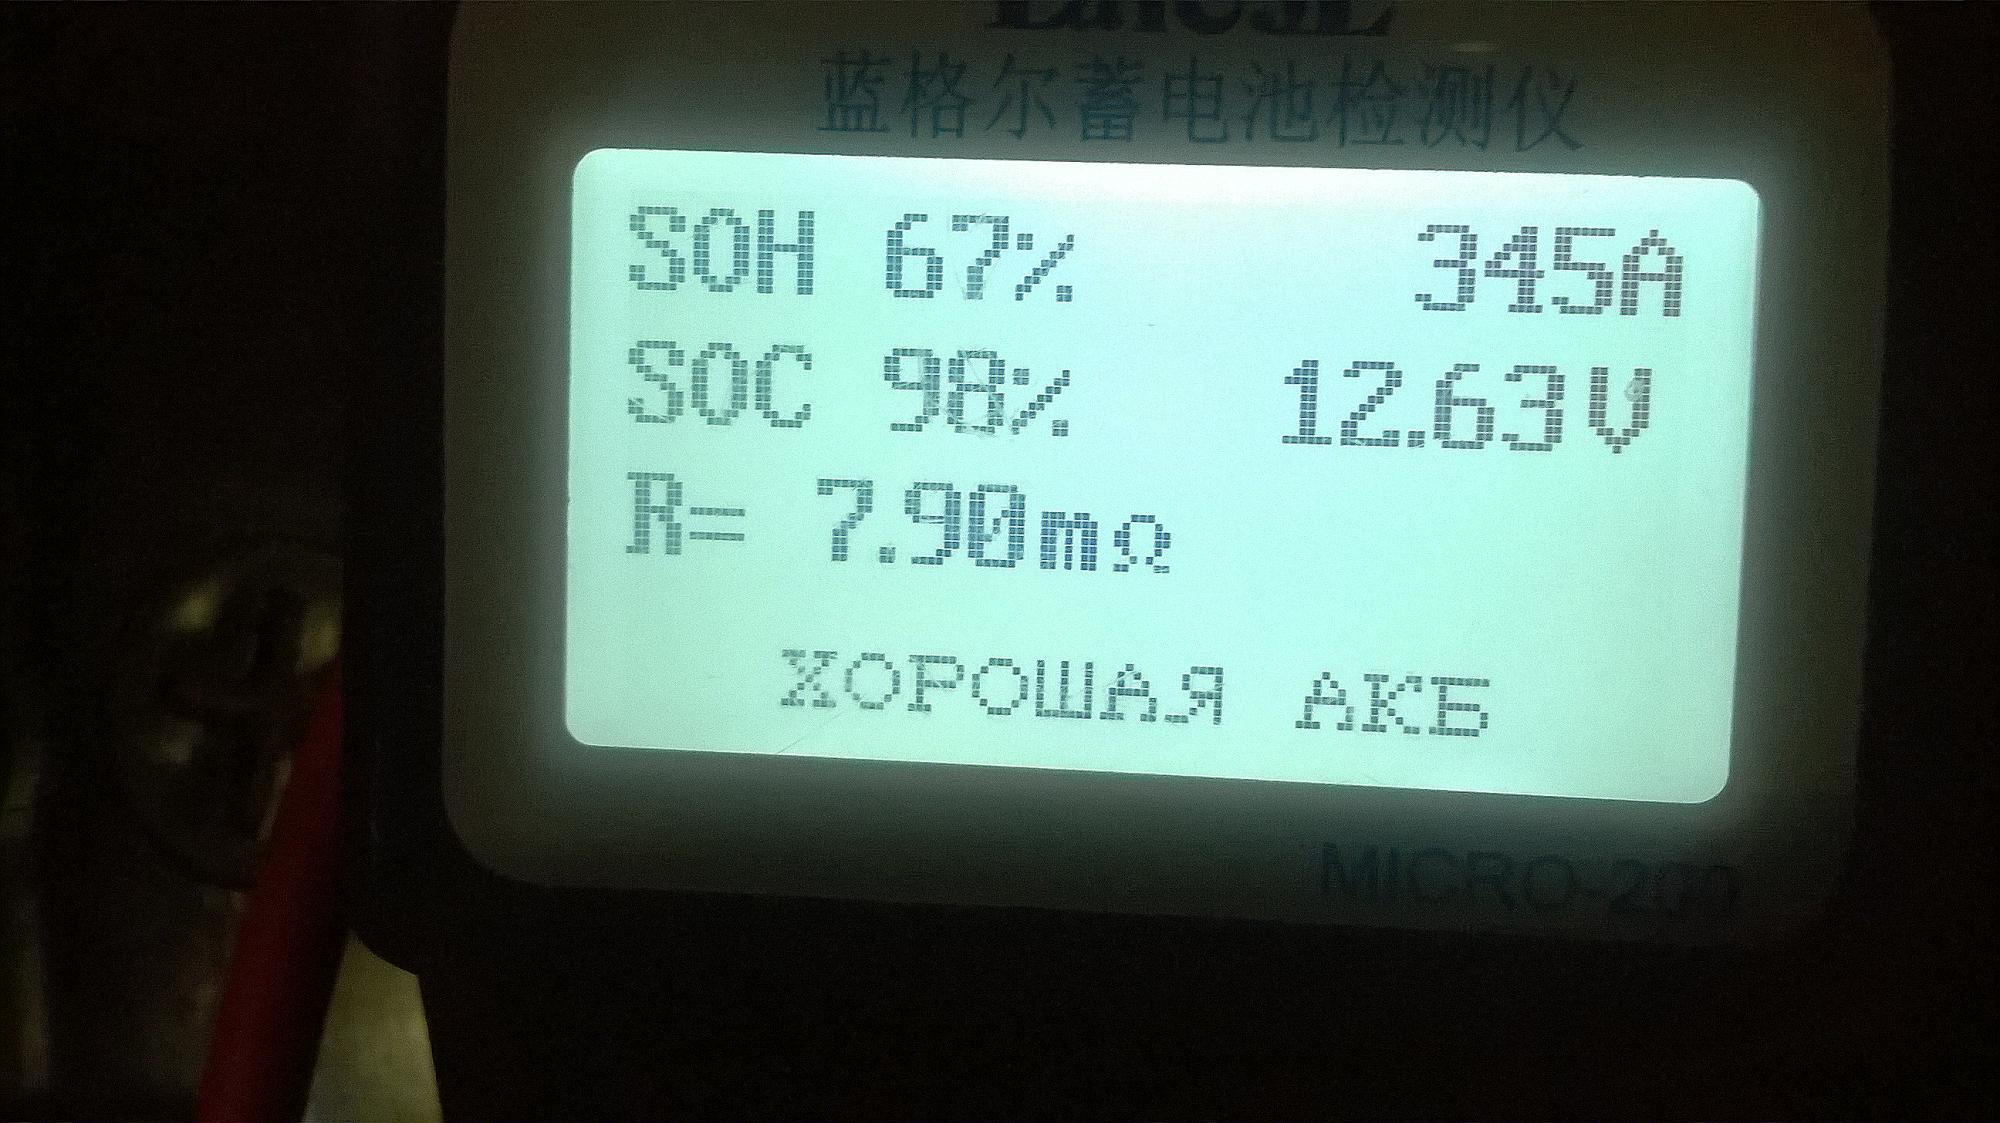 蓝格尔蓄电池检测仪
SOH 67% 345A
SOC 98% 12.63V
R= 7.90mΩ
ХОРОШАЯ АКБ